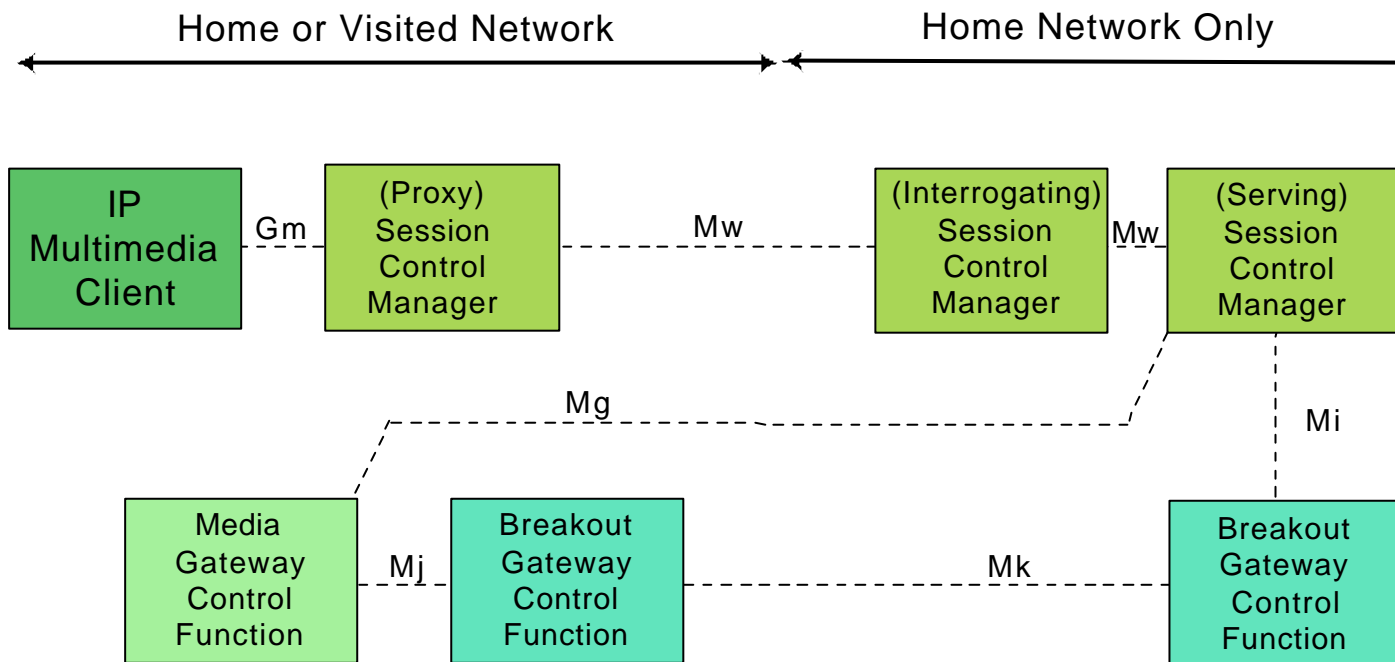 Home or Visited Network
Home Network Only
IP
Multimedia
Client
Gm
(Proxy)
Session
Control
Manager
Mw
(Interrogating)
Session
Control
Manager
Mw
(Serving)
Session
Control
Manager
Mg
Mi
Media
Gateway
Control
Function
Mj
Breakout
Gateway
Control
Function
Mk
Breakout
Gateway
Control
Function